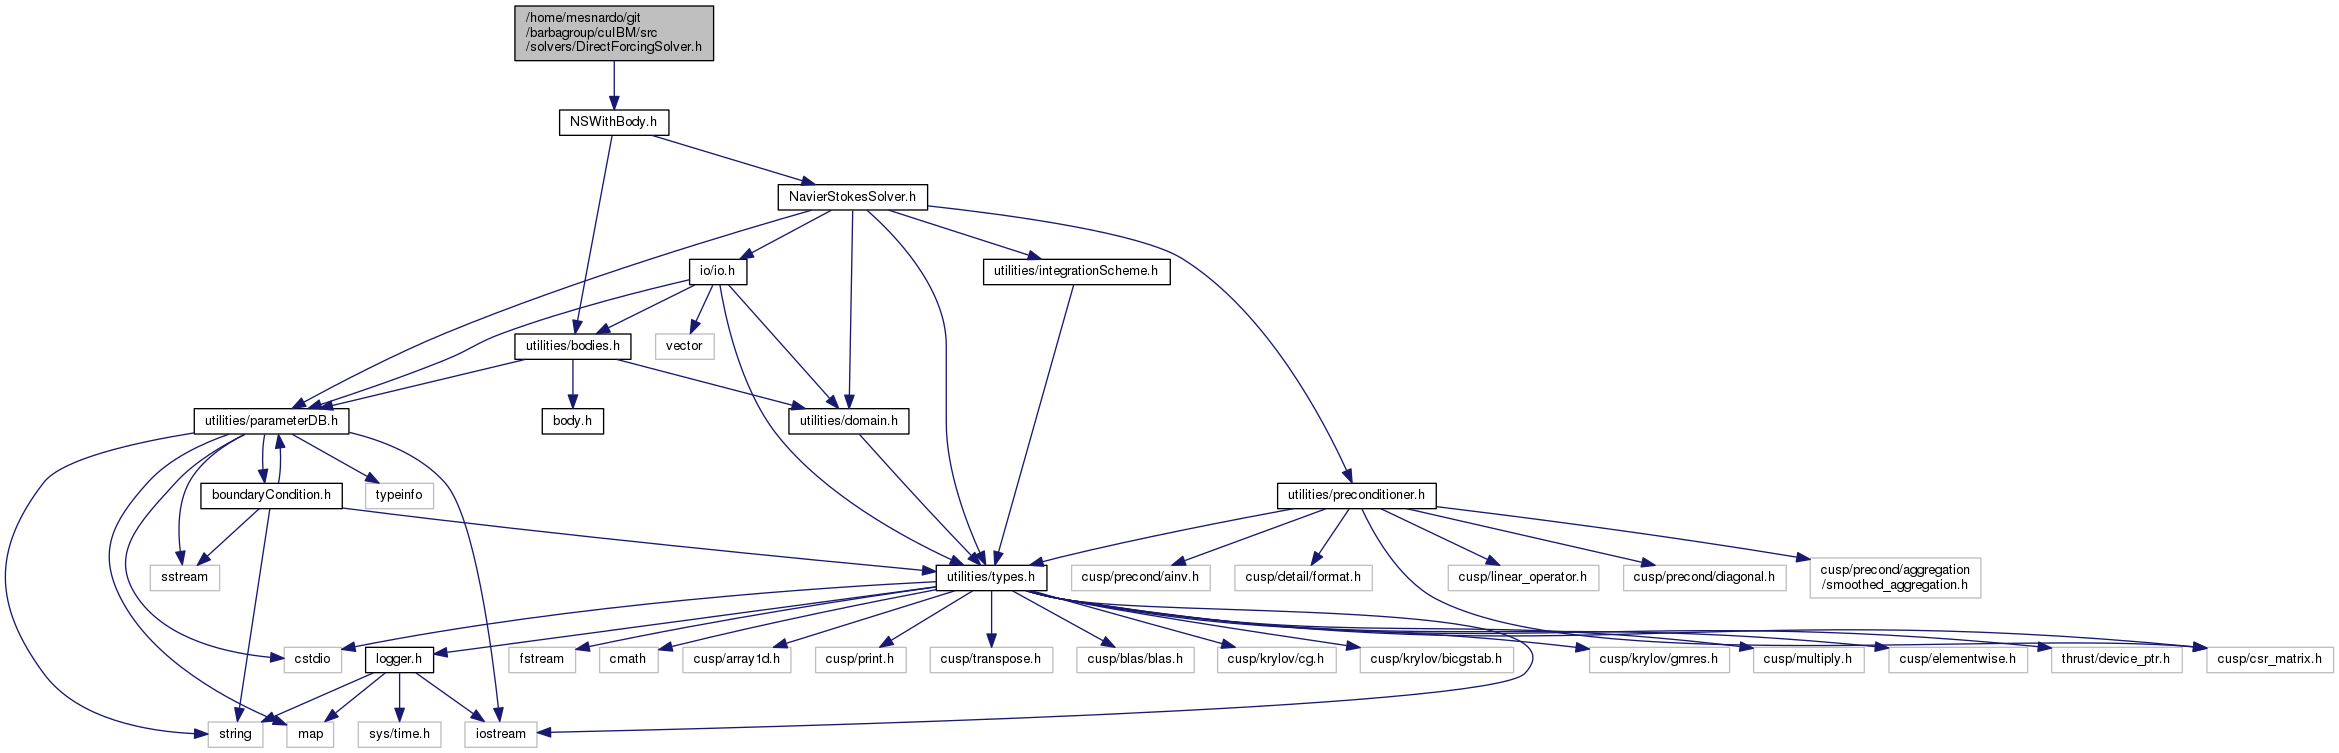 /home/mesnardo/git
/barbagroup/cuIBM/src
/solvers/DirectForcingSolver.h
NSWithBody.h
NavierStokesSolver.h
io/io.h
utilities/integrationScheme.h
utilities/bodies.h
vector
utilities/parameterDB.h
body.h
utilities/domain.h
boundaryCondition.h
typeinfo
utilities/preconditioner.h
sstream
utilities/types.h
cusp/precond/ainv.h
cusp/detail/format.h
cusp/linear_operator.h
cusp/precond/diagonal.h
cusp/precond/aggregation
/smoothed_aggregation.h
cstdio
logger.h
fstream
cmath
cusp/array1d.h
cusp/print.h
cusp/transpose.h
cusp/blas/blas.h
cusp/krylov/cg.h
cusp/krylov/bicgstab.h
cusp/krylov/gmres.h
cusp/multiply.h
cusp/elementwise.h
thrust/device_ptr.h
cusp/csr_matrix.h
string
map
sys/time.h
iostream